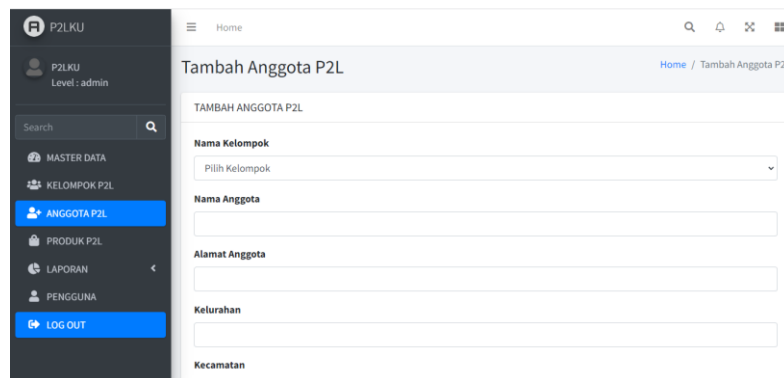 P2LKU
Home
P2LKU
Level : admin
Search
MASTER DATA
KELOMPOK P2L
ANGGOTA P2L
PRODUK P2L
LAPORAN
PENGGUNA
LOG OUT
Tambah Anggota P2L
Home / Tambah Anggota P2
TAMBAH ANGGOTA P2L
Nama Kelompok
Pilih Kelompok
Nama Anggota
Alamat Anggota
Kelurahan
Kecamatan